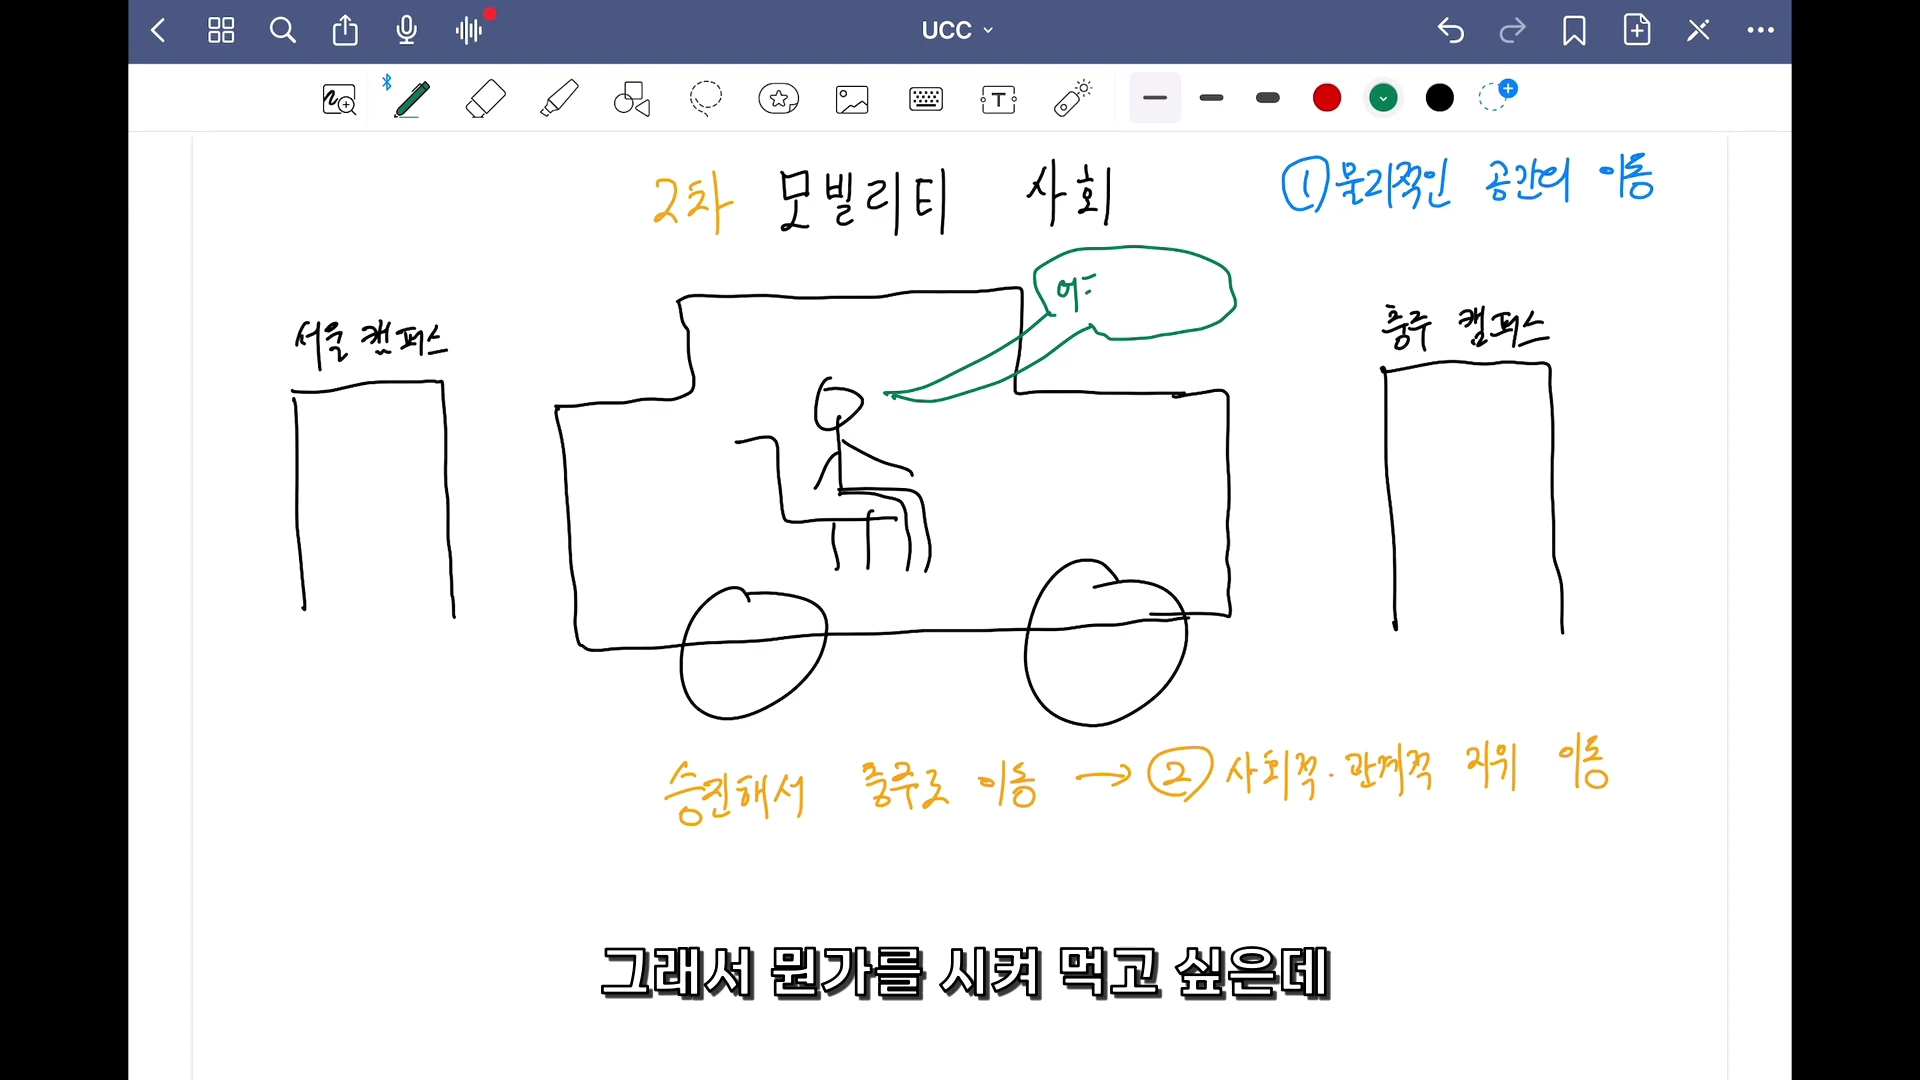 UCC
2차 모빌리티 사회
① 물리적인 공간의 이동
서울 캠퍼스
충주 캠퍼스
승진해서 충주로 이동 → ② 사회적·관계적 지위 이동
그래서 뭔가를 시켜 먹고 싶은데